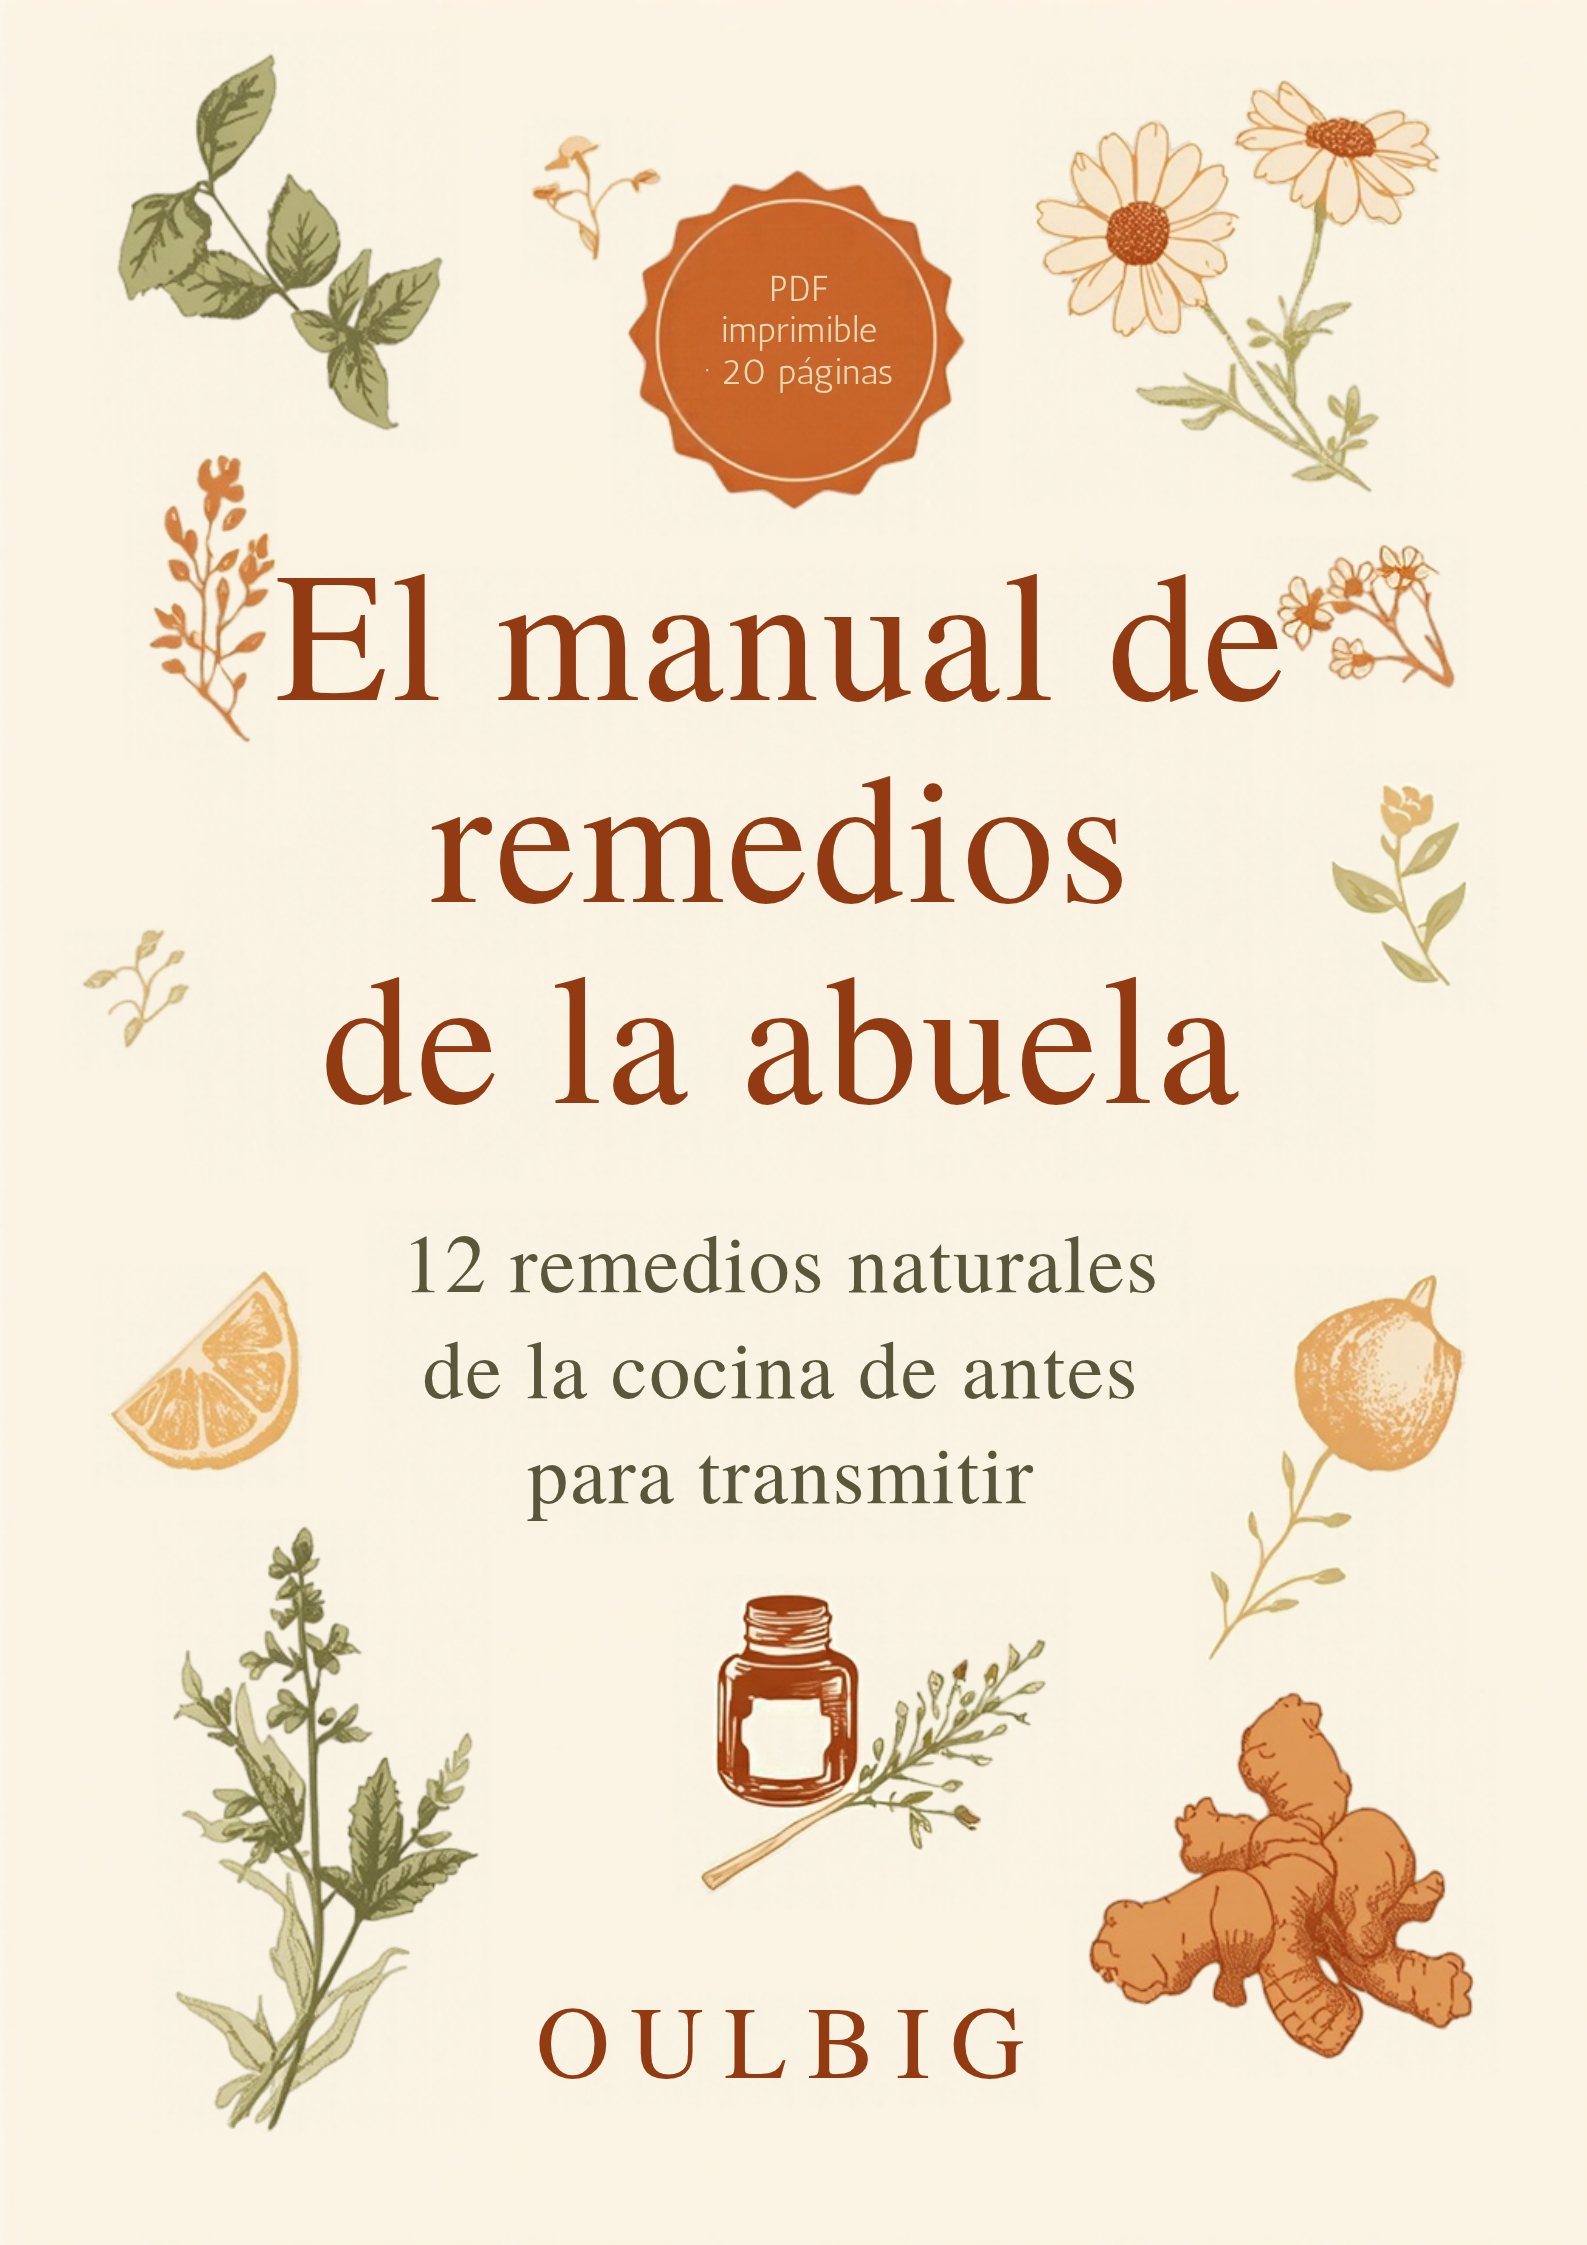 PDF
imprimible
· 20 páginas
El manual de
remedios
de la abuela
12 remedios naturales
de la cocina de antes
para transmitir
OULBIG